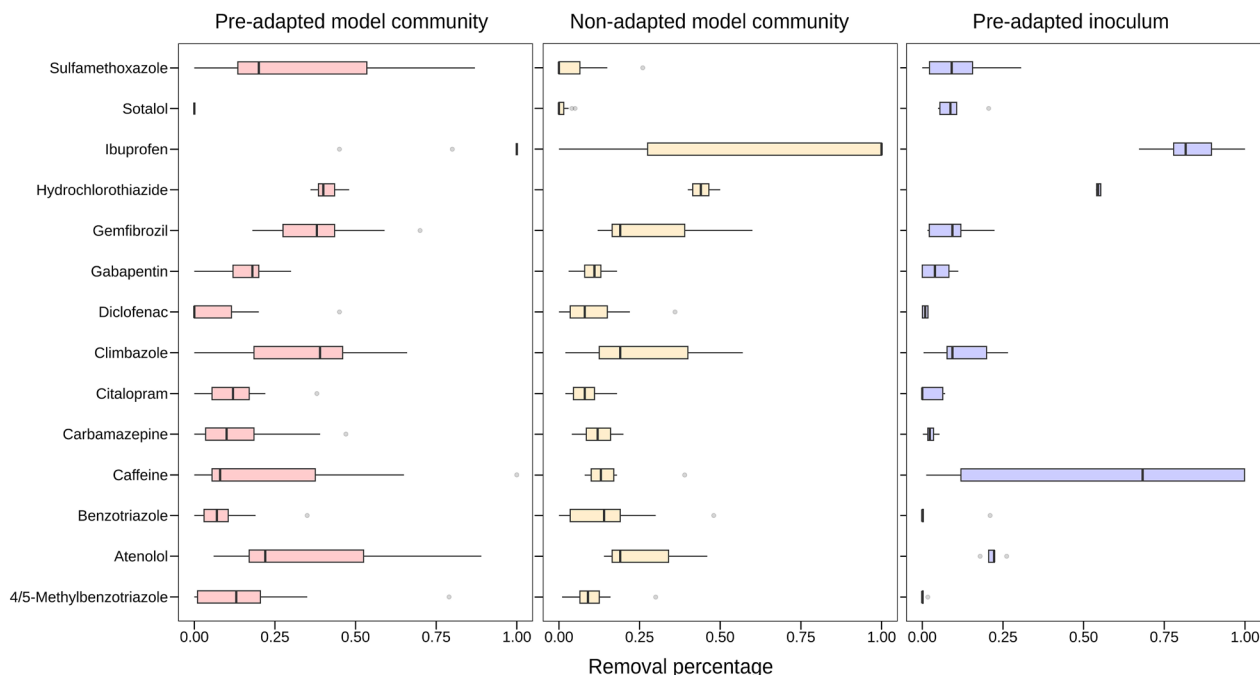 Pre-adapted model community
Non-adapted model community
Pre-adapted inoculum
Sulfamethoxazole
Sotalol
Ibuprofen
Hydrochlorothiazide
Gemfibrozil
Gabapentin
Diclofenac
Climbazole
Citalopram
Carbamazepine
Caffeine
Benzotriazole
Atenolol
4/5-Methylbenzotriazole
0.00 0.25 0.50 0.75 1.00
0.00 0.25 0.50 0.75 1.00
0.00 0.25 0.50 0.75 1.00
Removal percentage